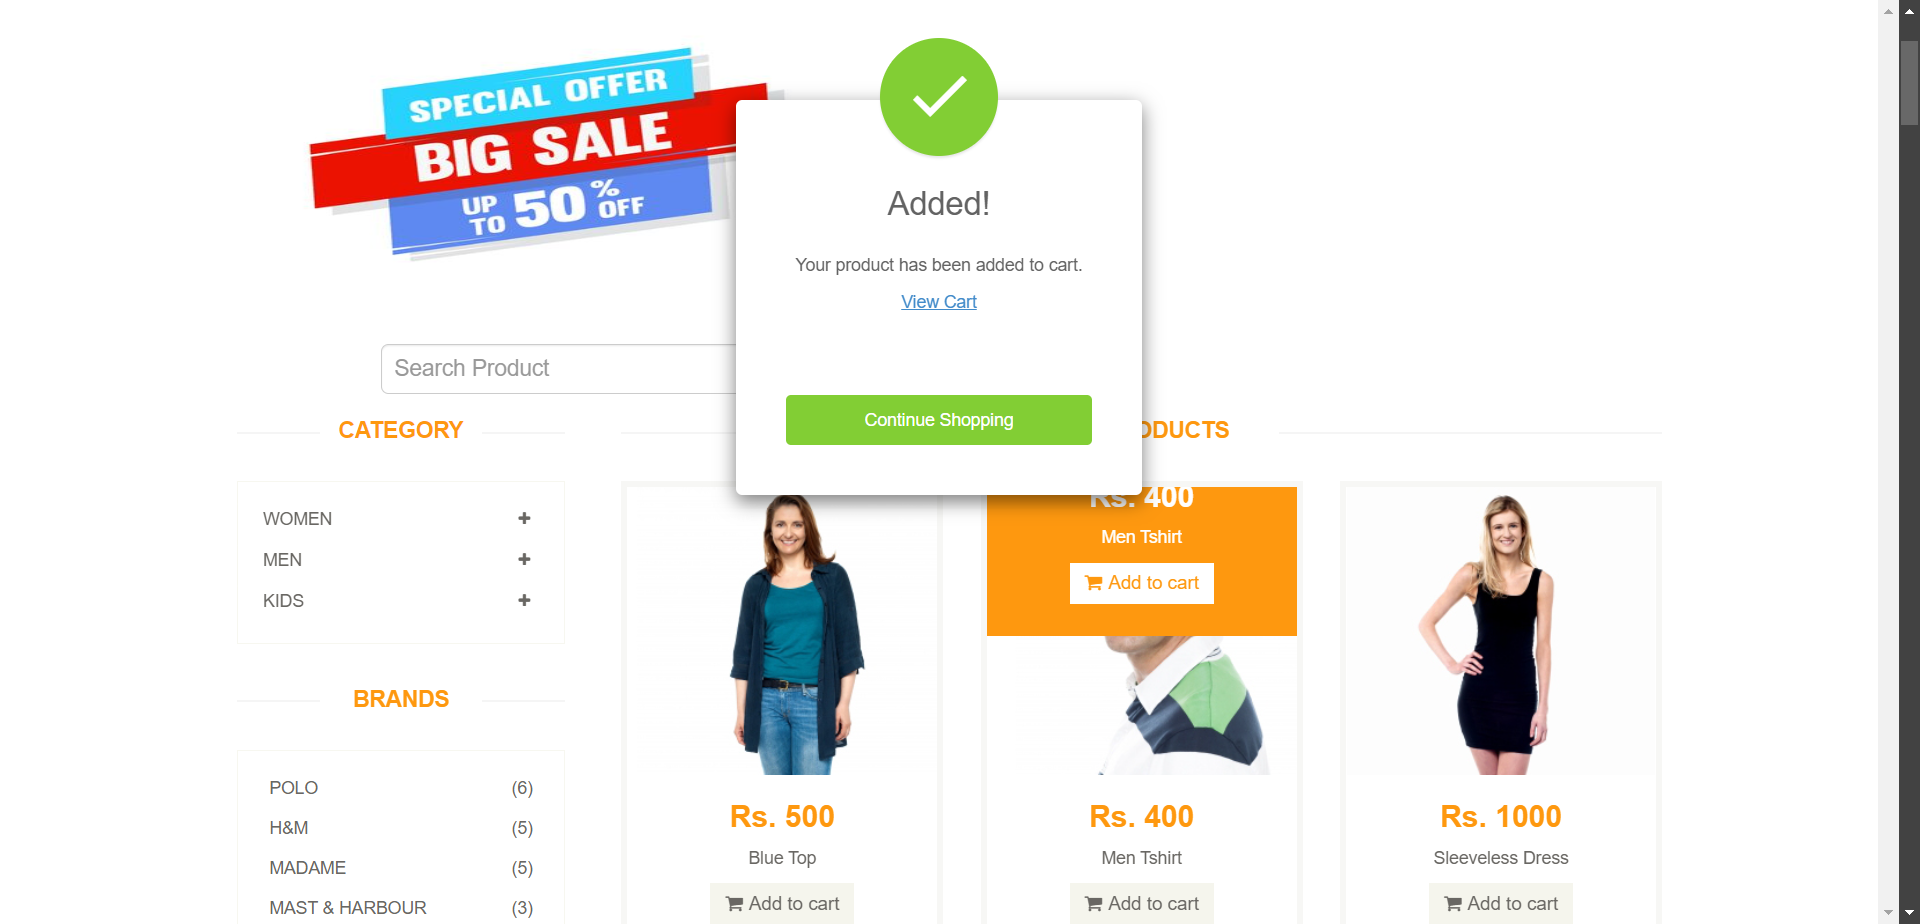 SPECIAL OFFER
BIG SALE
UP TO 50% OFF
Added!
Your product has been added to cart.
View Cart
Continue Shopping
Search Product
CATEGORY
WOMEN
MEN
KIDS
BRANDS
POLO (6)
H&M (5)
MADAME (5)
MAST & HARBOUR (3)
ODUCTS
Rs. 500
Blue Top
Add to cart
Rs. 400
Men Tshirt
Add to cart
Rs. 400
Men Tshirt
Add to cart
Rs. 1000
Sleeveless Dress
Add to cart